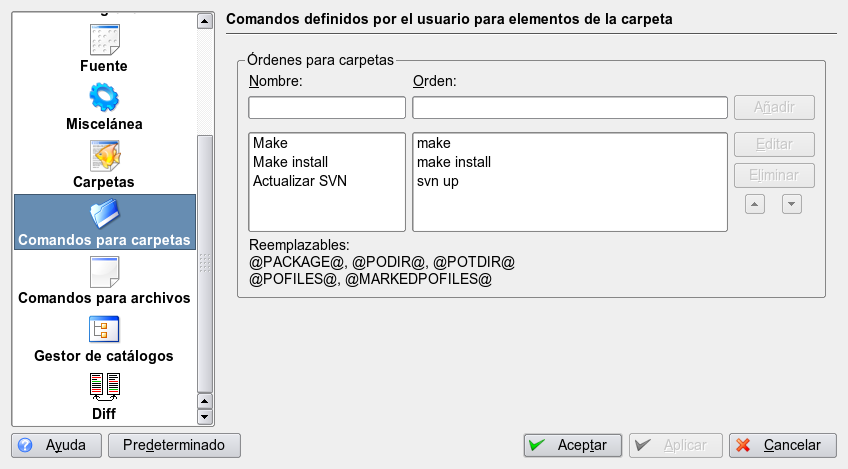 Fuente
Miscelánea
Carpetas
Comandos para carpetas
Comandos para archivos
Gestor de catálogos
Diff
Comandos definidos por el usuario para elementos de la carpeta
Órdenes para carpetas
Nombre: Orden:
Añadir
Make make
Make install make install
Actualizar SVN svn up
Editar
Eliminar
Reemplazables:
@PACKAGE@, @PODIR@, @POTDIR@
@POFILES@, @MARKEDPOFILES@
Ayuda Predeterminado Aceptar Aplicar Cancelar